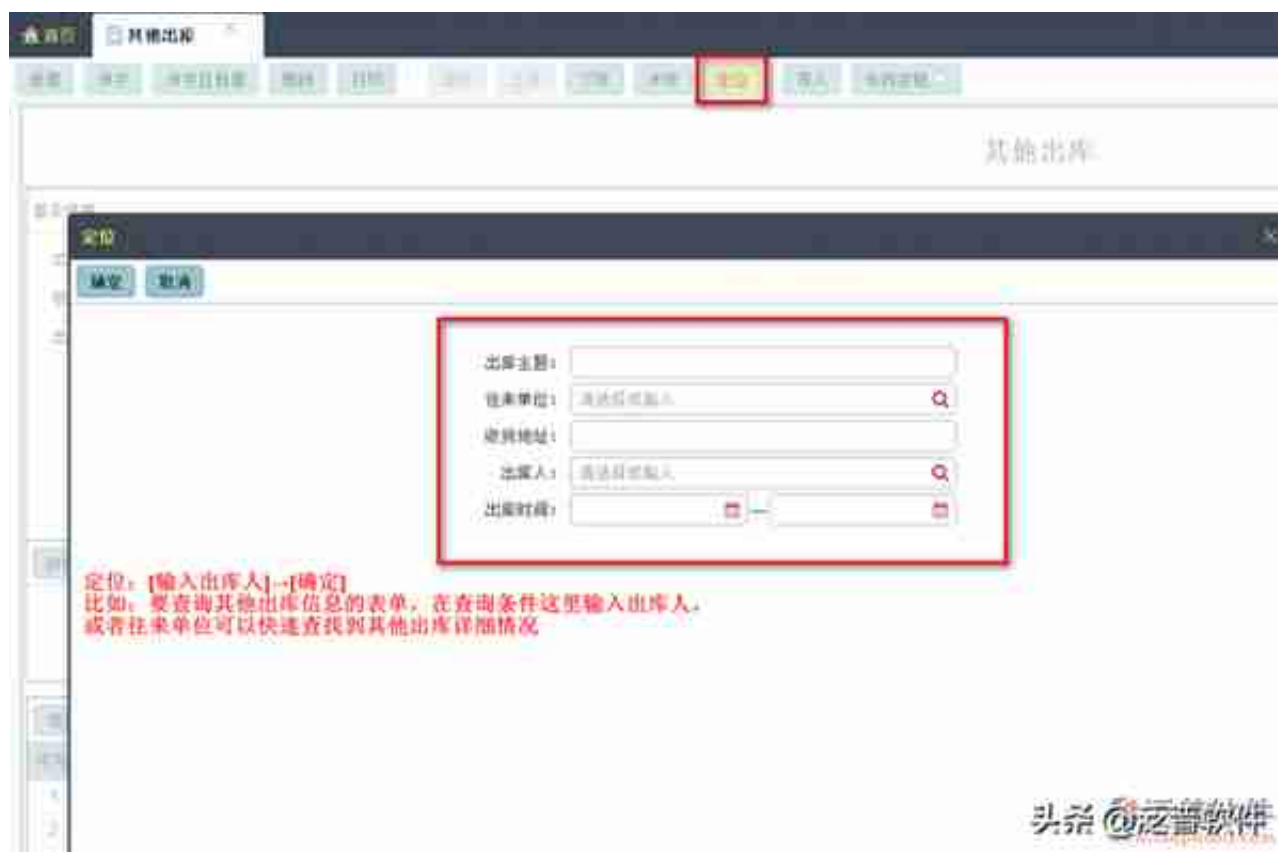 首页 其他出库
定位 导入
其他出库
定位
确定 取消
出库主题：
往来单位： 请选择或输入
收货地址：
出库人： 请选择或输入
出库时间： —
定位：[输入出库人]→[确定]
比如：要查询其他出库信息的表单，在查询条件这里输入出库人，
或者往来单位可以快速查找到其他出库详细情况
1
2
头条 @泛普软件